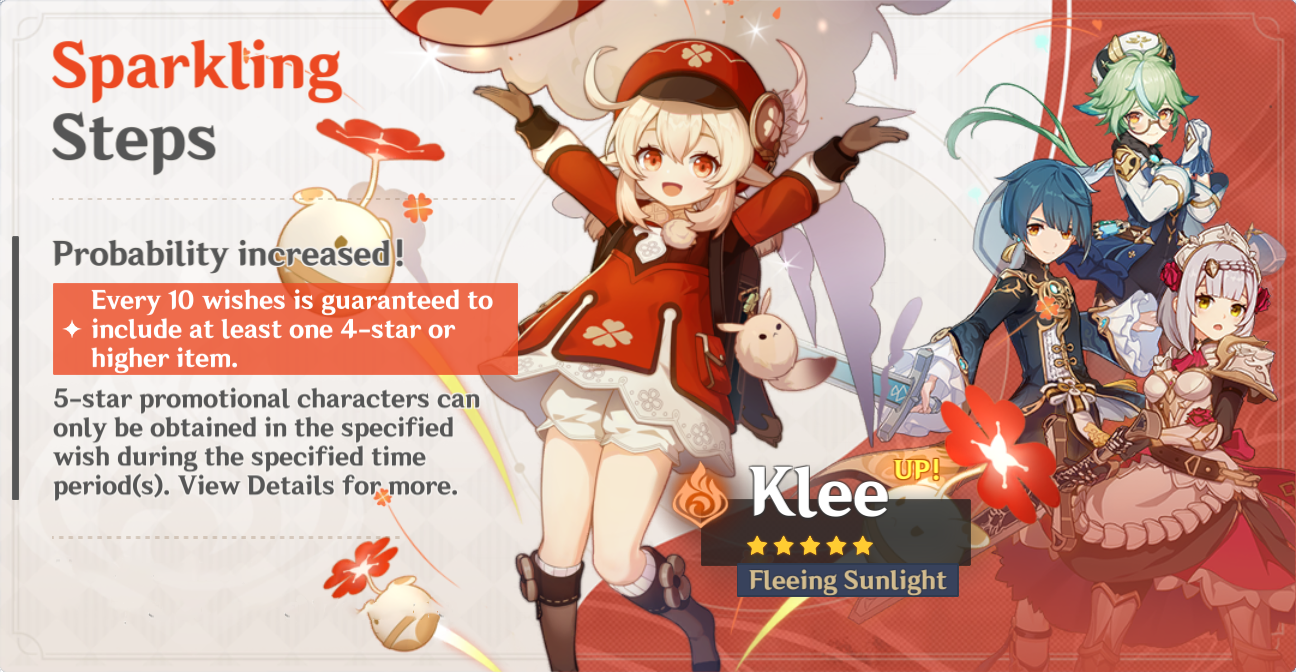 Sparkling
Steps
Probability increased!
Every 10 wishes is guaranteed to
include at least one 4-star or
higher item.
5-star promotional characters can
only be obtained in the specified
wish during the specified time
period(s). View Details for more.
UP!
Klee
Fleeing Sunlight